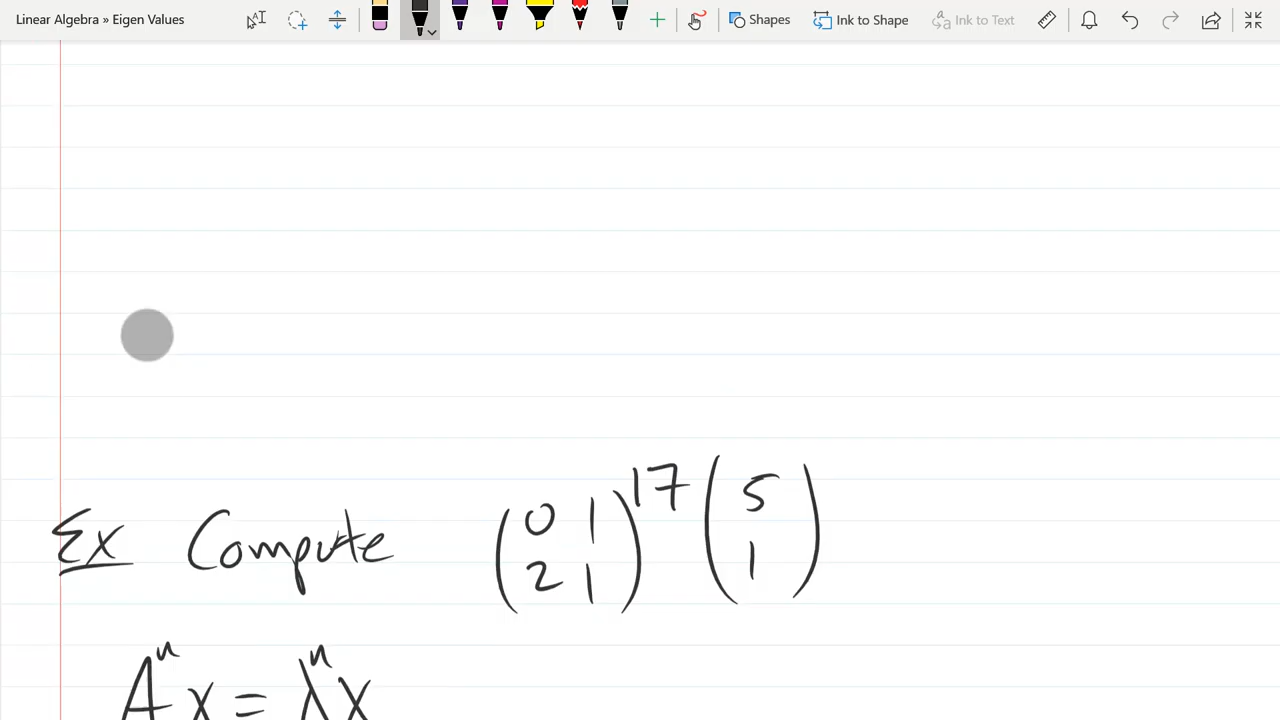 Linear Algebra » Eigen Values Shapes Ink to Shape Ink to Text
Ex Compute (0 1 / 2 1)^17 (5 / 1)
A^n x = λ^n x